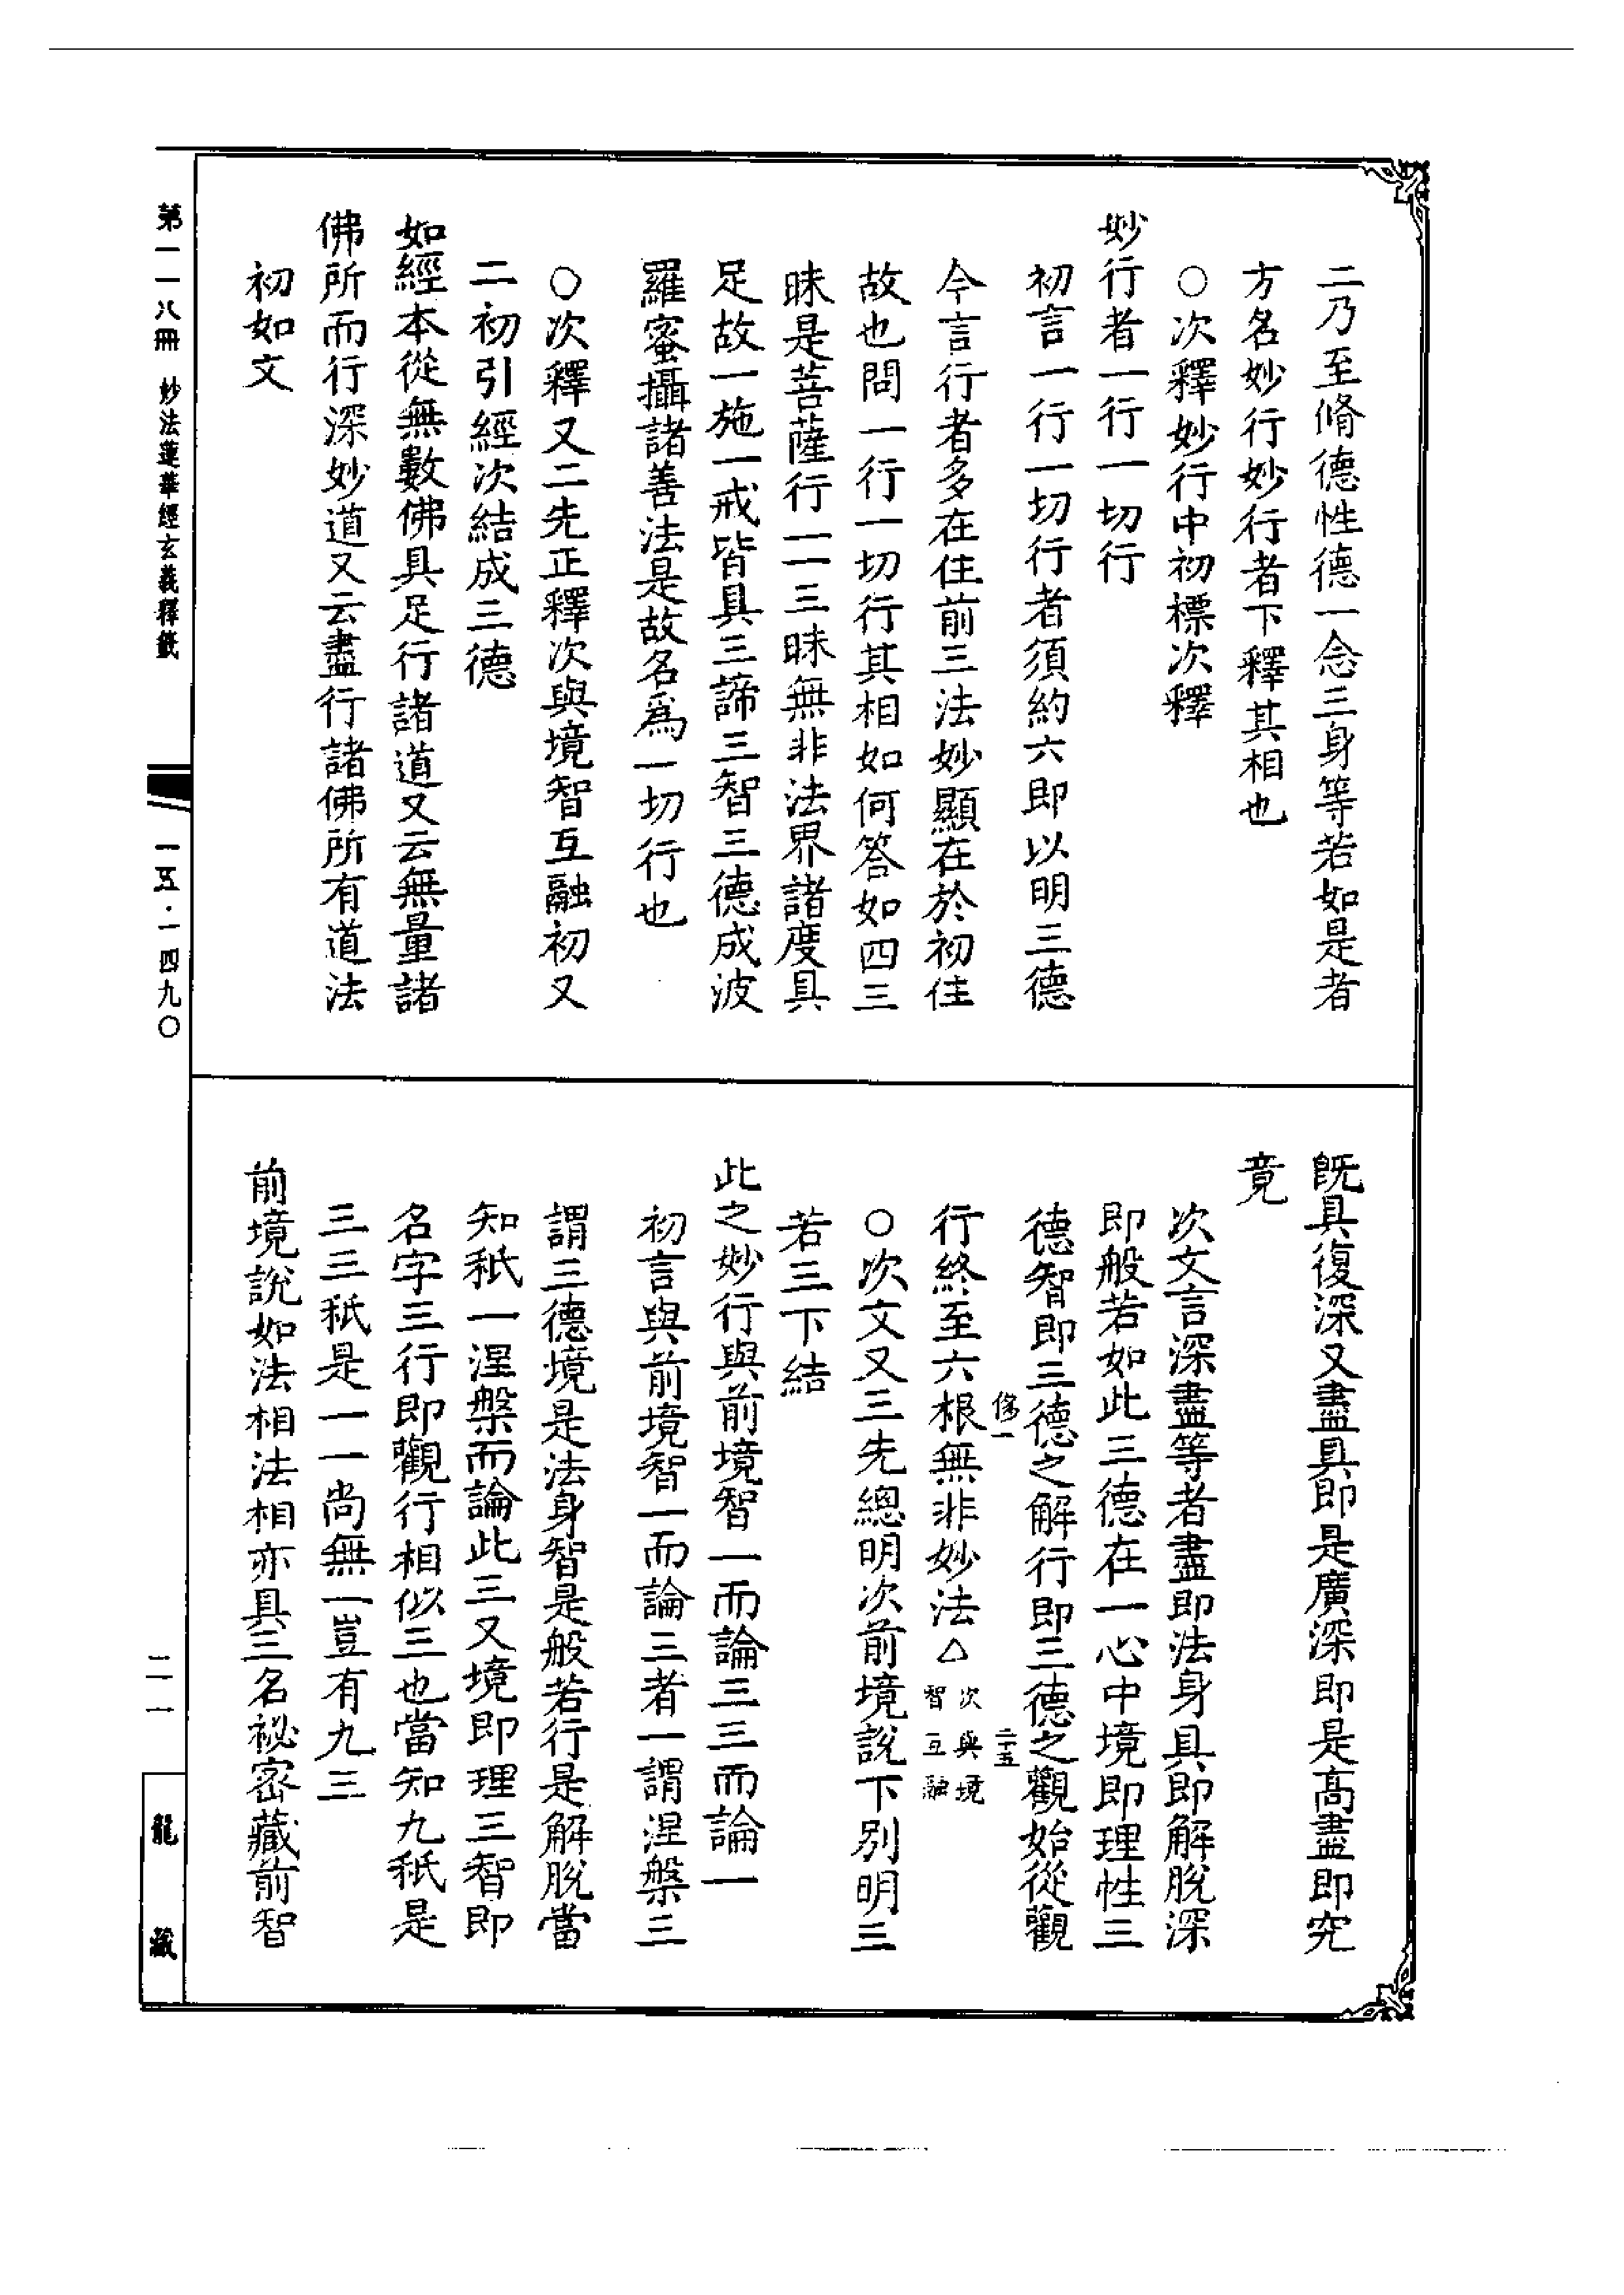 二乃至脩德性德一念三身等若如是者
方名妙行妙行者下釋其相也
○次釋妙行中初標次釋
妙行者一行一切行
初言一行一切行者須約六即以明三德
今言行者多在住前三法妙顯在於初住
故也問一行一切行其相如何答如四三
昧是菩薩行一一三昧無非法界諸度具
足故一施一戒皆具三諦三智三德成波
羅蜜攝諸善法是故名爲一切行也
○次釋又二先正釋次與境智互融初又
二初引經次結成三德
如經本從無數佛具足行諸道又云無量諸
佛所而行深妙道又云盡行諸佛所有道法
初如文
既具復深又盡具即是廣深即是高盡即究
竟
次文言深盡等者盡即法身具即解脫深
即般若如此三德在一心中境即理性三
德智即三德之解行即三德之觀始從觀
二十五
行終至六根無非妙法△次與境智互融
○次文又三先總明次前境說下別明三
若三下結
此之妙行與前境智一而論三三而論一
初言與前境智一而論三者一謂涅槃三
謂三德境是法身智是般若行是解脫當
知秖一涅槃而論此三又境即理三智即
名字三行即觀行相似三也當知九秖是
三三秖是一一尚無一豈有九三
前境說如法相法相亦具三名祕密藏前智
第一一八冊 妙法蓮華經玄義釋籤
一五·一四九〇
二一
龍藏